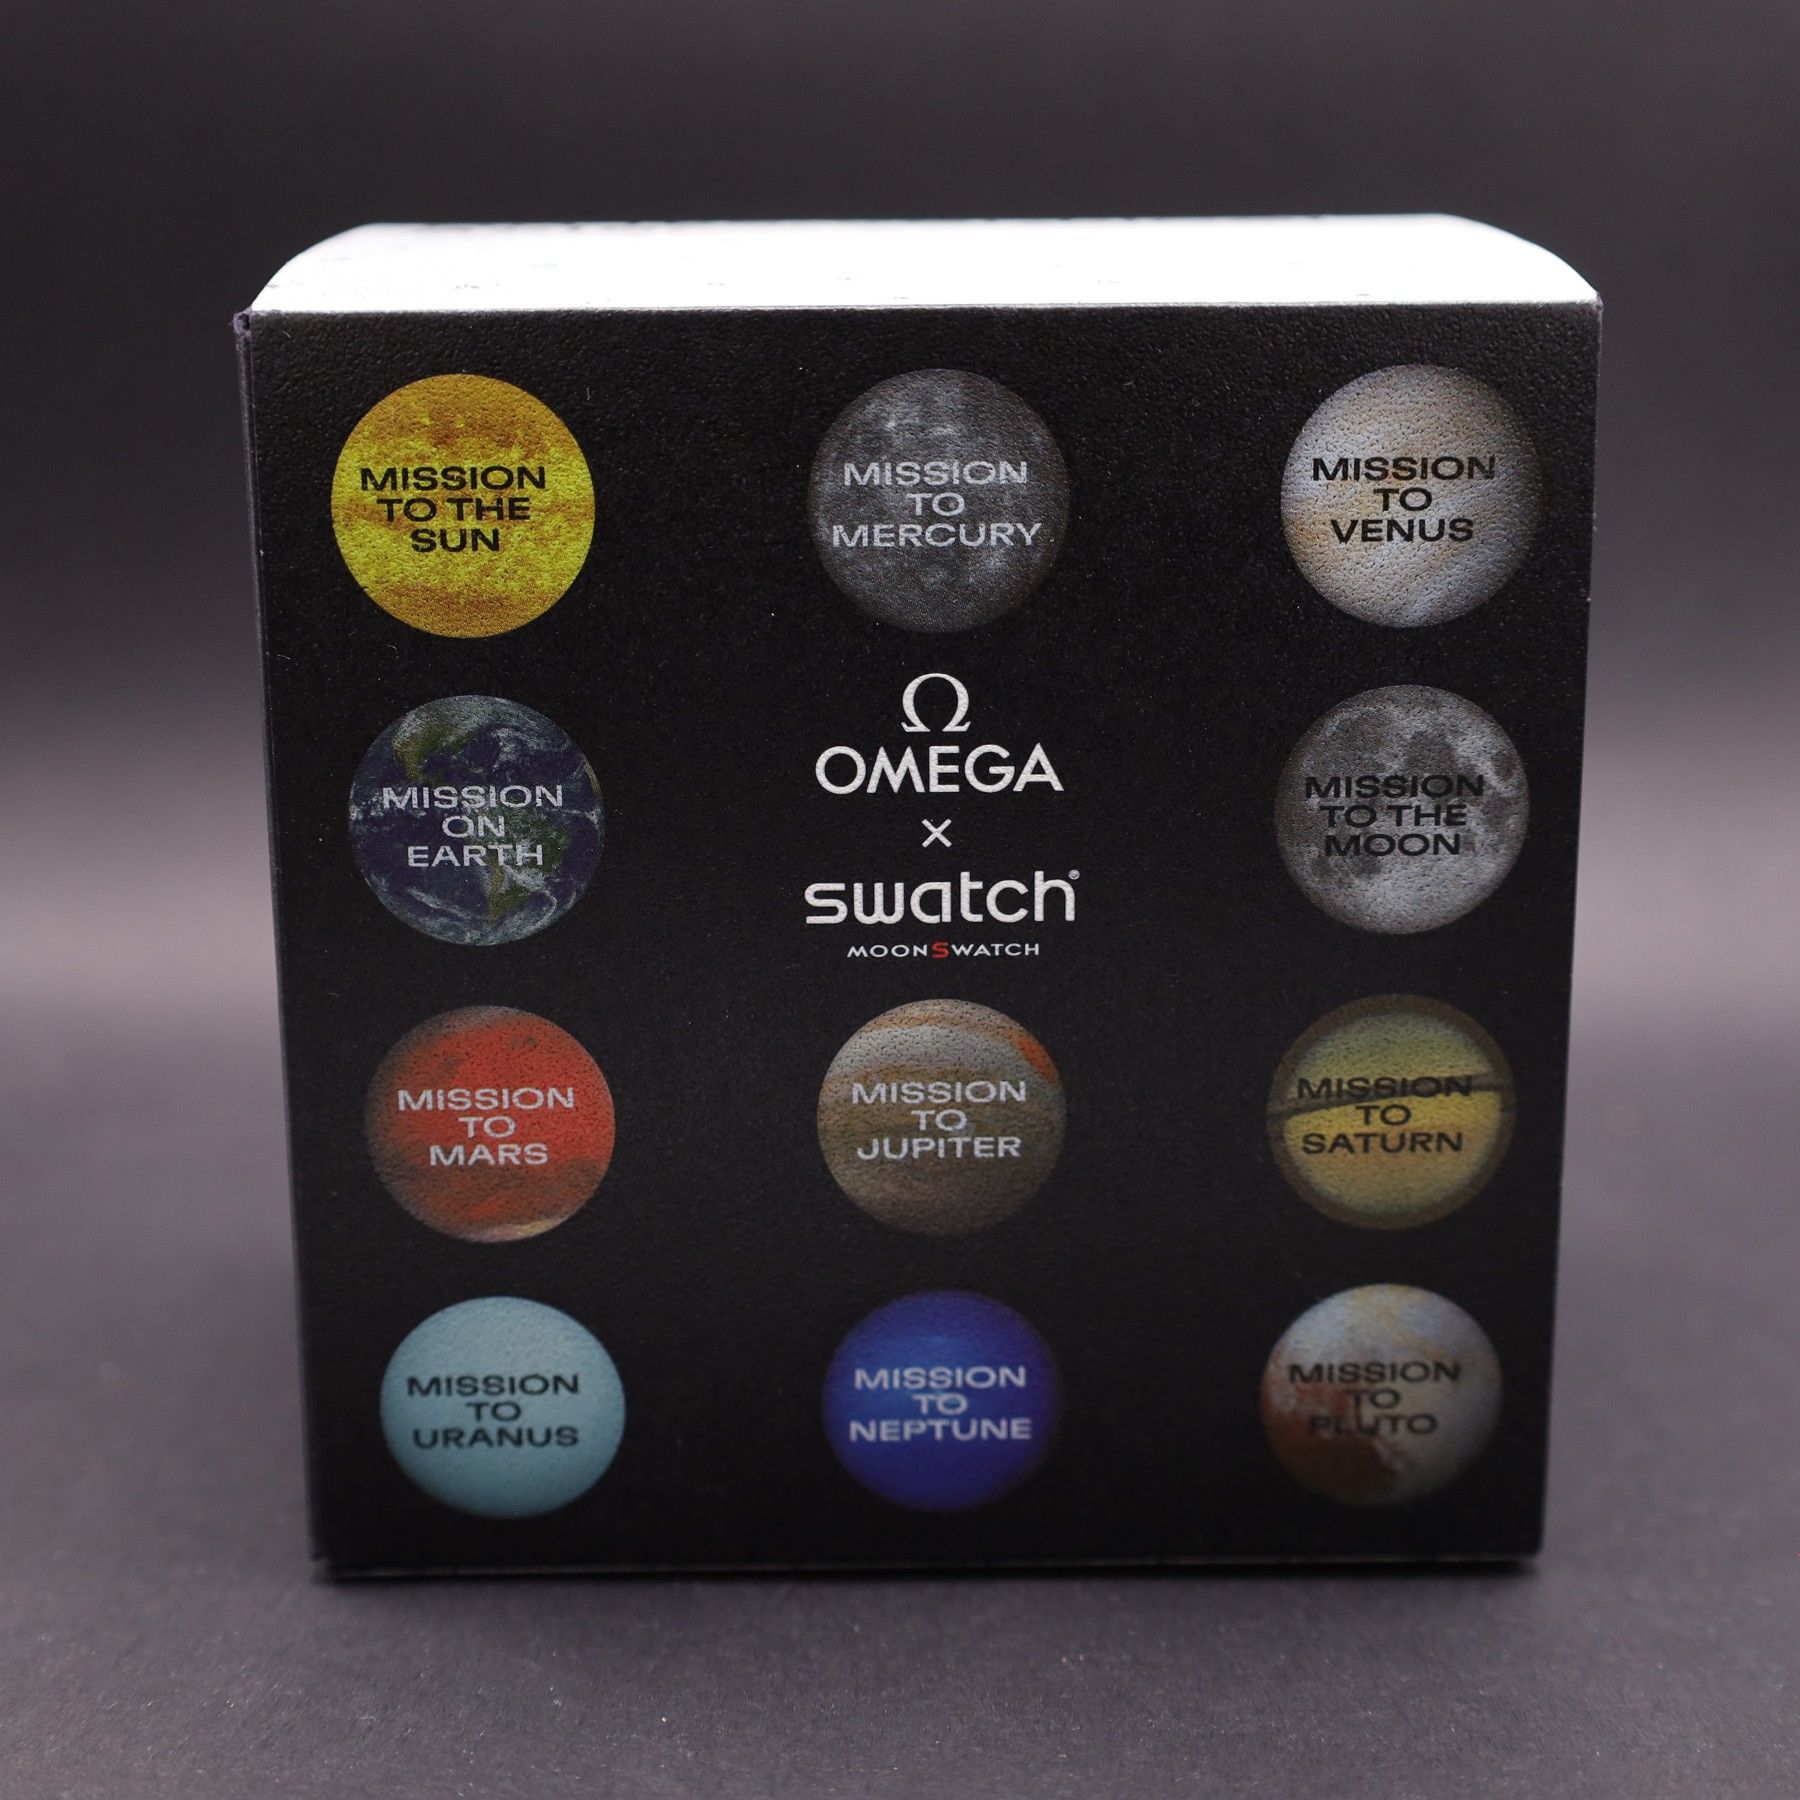 MISSION
TO THE
SUN
MISSION
TO
MERCURY
MISSION
TO
VENUS
MISSION
ON
EARTH
Ω
OMEGA
×
swatch®
MOONSWATCH
MISSION
TO THE
MOON
MISSION
TO
MARS
MISSION
TO
JUPITER
MISSION
TO
SATURN
MISSION
TO
URANUS
MISSION
TO
NEPTUNE
MISSION
TO
PLUTO